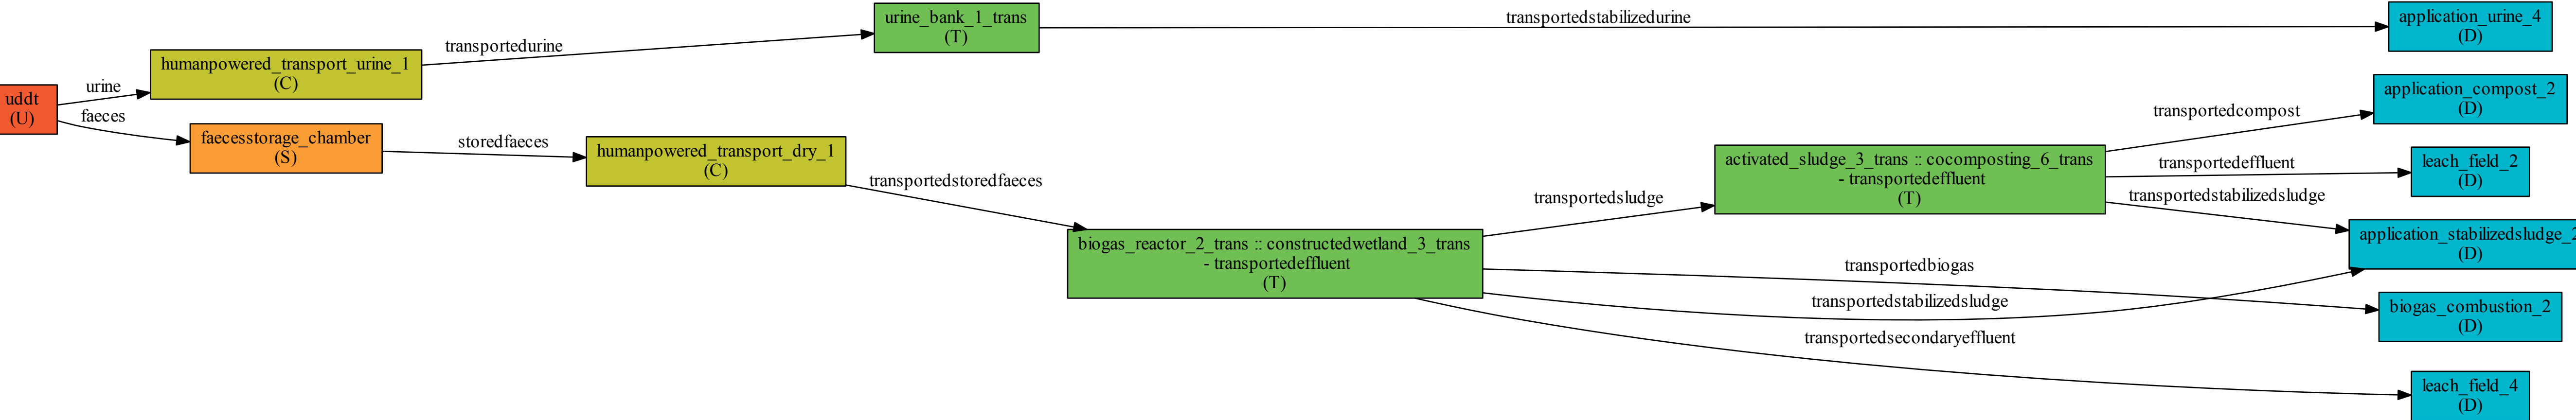 uddt
(U)
urine
faeces
humanpowered_transport_urine_1
(C)
faecesstorage_chamber
(S)
transportedurine
storedfaeces
humanpowered_transport_dry_1
(C)
urine_bank_1_trans
(T)
transportedstoredfaeces
biogas_reactor_2_trans :: constructedwetland_3_trans
- transportedeffluent
(T)
transportedstabilizedurine
transportedsludge
activated_sludge_3_trans :: cocomposting_6_trans
- transportedeffluent
(T)
transportedbiogas
transportedstabilizedsludge
transportedsecondaryeffluent
transportedcompost
transportedeffluent
transportedstabilizedsludge
application_urine_4
(D)
application_compost_2
(D)
leach_field_2
(D)
application_stabilizedsludge_2
(D)
biogas_combustion_2
(D)
leach_field_4
(D)